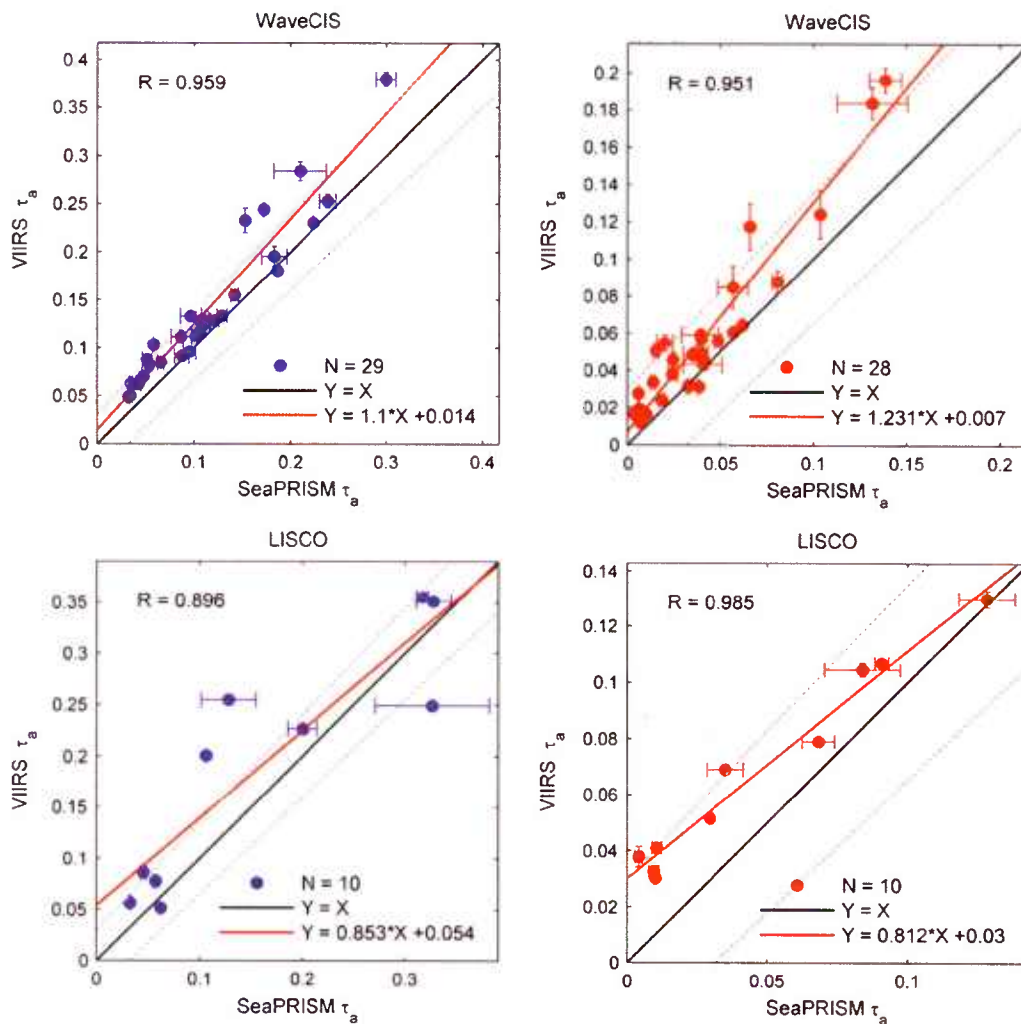 WaveCIS
R = 0.959
0.4
0.35
0.3
0.25
0.2
0.15
0.1
0.05
0
VIIRS τa
N = 29
Y = X
Y = 1.1*X +0.014
0 0.1 0.2 0.3 0.4
SeaPRISM τa
WaveCIS
R = 0.951
0.2
0.18
0.16
0.14
0.12
0.1
0.08
0.06
0.04
0.02
0
VIIRS τa
N = 28
Y = X
Y = 1.231*X +0.007
0 0.05 0.1 0.15 0.2
SeaPRISM τa
LISCO
R = 0.896
0.35
0.3
0.25
0.2
0.15
0.1
0.05
0
VIIRS τa
N = 10
Y = X
Y = 0.853*X +0.054
0 0.1 0.2 0.3
SeaPRISM τa
LISCO
R = 0.985
0.14
0.12
0.1
0.08
0.06
0.04
0.02
0
VIIRS τa
N = 10
Y = X
Y = 0.812*X +0.03
0 0.05 0.1
SeaPRISM τa